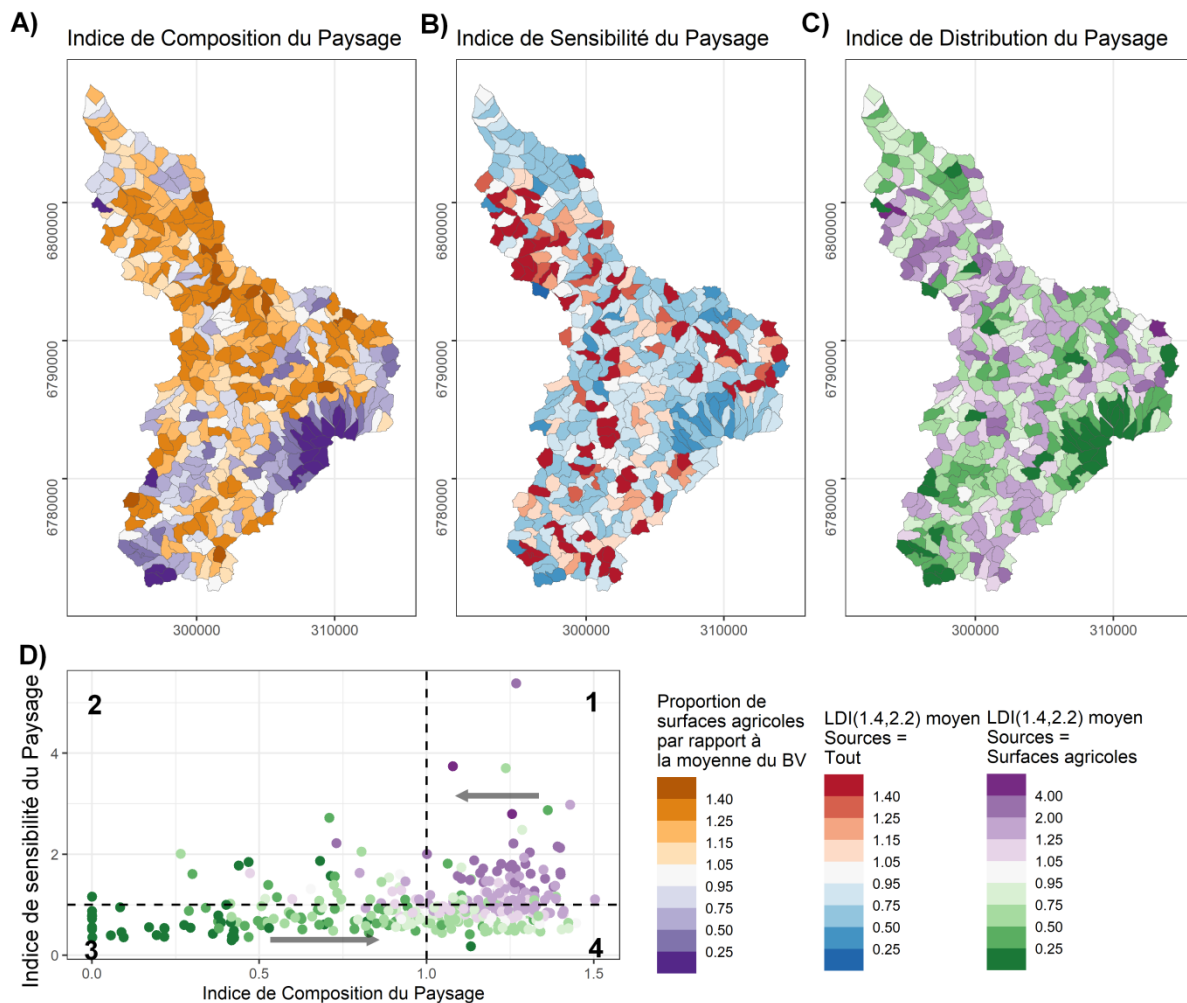 A)
Indice de Composition du Paysage
6800000
6790000
6780000
300000
310000
B)
Indice de Sensibilité du Paysage
6800000
6790000
6780000
300000
310000
C)
Indice de Distribution du Paysage
6800000
6790000
6780000
300000
310000
D)
Indice de sensibilité du Paysage
4
2
0
2
1
3
4
0.0
0.5
1.0
1.5
Indice de Composition du Paysage
Proportion de
surfaces agricoles
par rapport à
la moyenne du BV
1.40
1.25
1.15
1.05
0.95
0.75
0.50
0.25
LDI(1.4,2.2) moyen
Sources =
Tout
1.40
1.25
1.15
1.05
0.95
0.75
0.50
0.25
LDI(1.4,2.2) moyen
Sources =
Surfaces agricoles
4.00
2.00
1.25
1.05
0.95
0.75
0.50
0.25